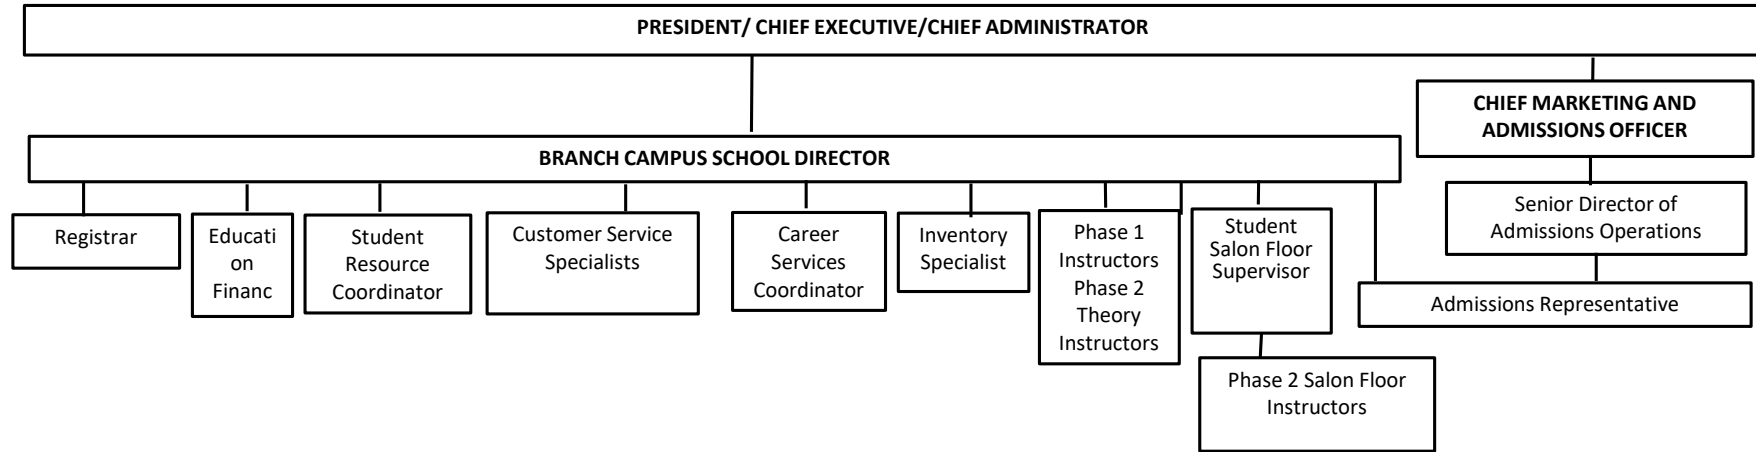 PRESIDENT/ CHIEF EXECUTIVE/CHIEF ADMINISTRATOR
CHIEF MARKETING AND
ADMISSIONS OFFICER
BRANCH CAMPUS SCHOOL DIRECTOR
Senior Director of
Admissions Operations
Registrar
Educati
on
Financ
Student
Resource
Coordinator
Customer Service
Specialists
Career
Services
Coordinator
Inventory
Specialist
Phase 1
Instructors
Phase 2
Theory
Instructors
Student
Salon Floor
Supervisor
Admissions Representative
Phase 2 Salon Floor
Instructors